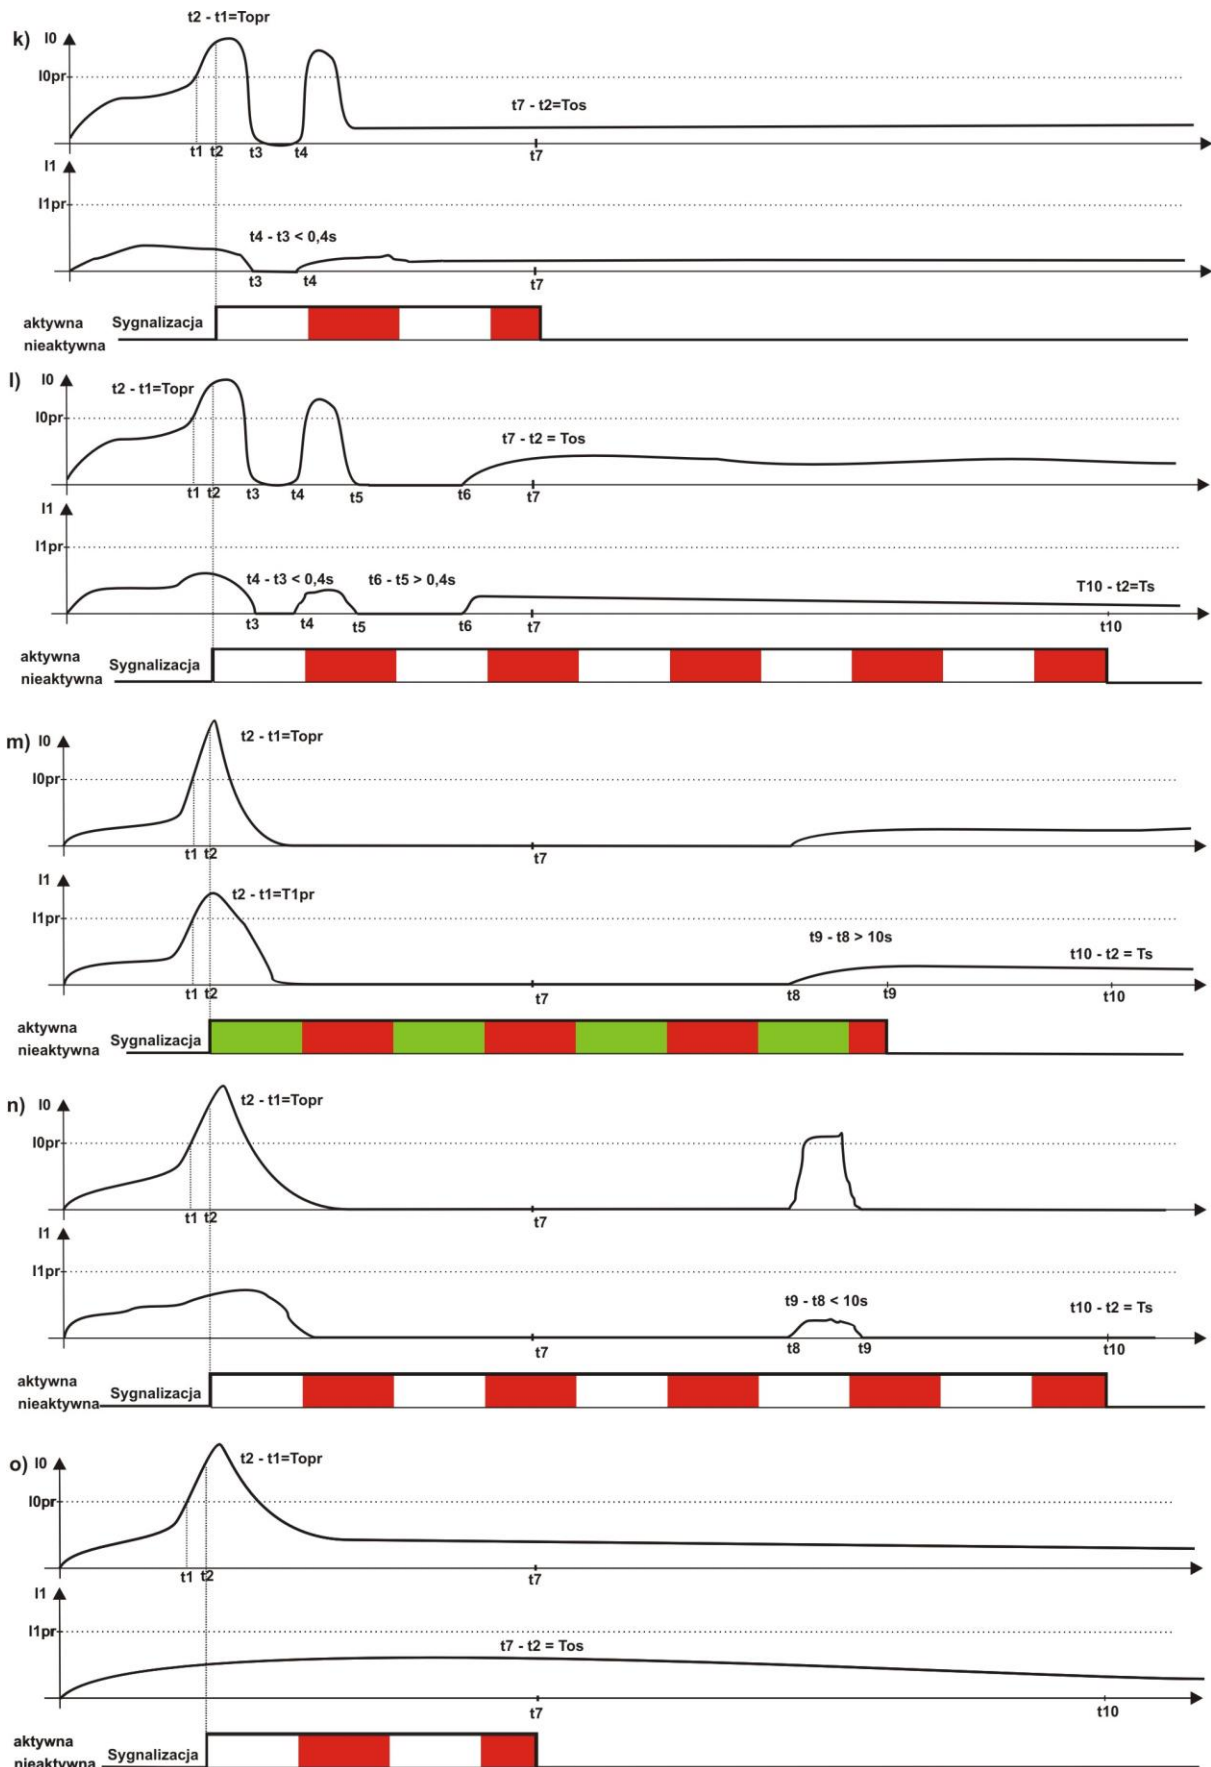 t2 - t1=Topr
k)
I0
I0pr
t7 - t2=Tos
t1
t2
t3
t4
t7
I1
I1pr
t4 - t3 < 0,4s
t3
t4
t7
aktywna
Sygnalizacja
nieaktywna
l)
I0
t2 - t1=Topr
I0pr
t7 - t2 = Tos
t1
t2
t3
t4
t5
t6
t7
I1
I1pr
t4 - t3 < 0,4s
t6 - t5 > 0,4s
T10 - t2=Ts
t3
t4
t5
t6
t7
t10
aktywna
Sygnalizacja
nieaktywna
m)
I0
t2 - t1=Topr
I0pr
t1
t2
t7
I1
t2 - t1=T1pr
I1pr
t9 - t8 > 10s
t10 - t2 = Ts
t1
t2
t7
t8
t9
t10
aktywna
Sygnalizacja
nieaktywna
n)
I0
t2 - t1=Topr
I0pr
t1
t2
t7
I1
I1pr
t9 - t8 < 10s
t10 - t2 = Ts
t7
t8
t9
t10
aktywna
Sygnalizacja
nieaktywna
o)
I0
t2 - t1=Topr
I0pr
t1
t2
t7
I1
I1pr
t7 - t2 = Tos
t7
t10
aktywna
Sygnalizacja
nieaktywna